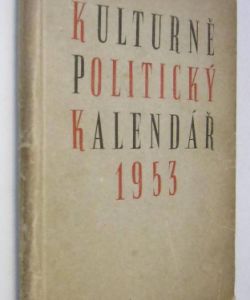 KULTURNĚ
POLITICKÝ
KALENDÁŘ
1953